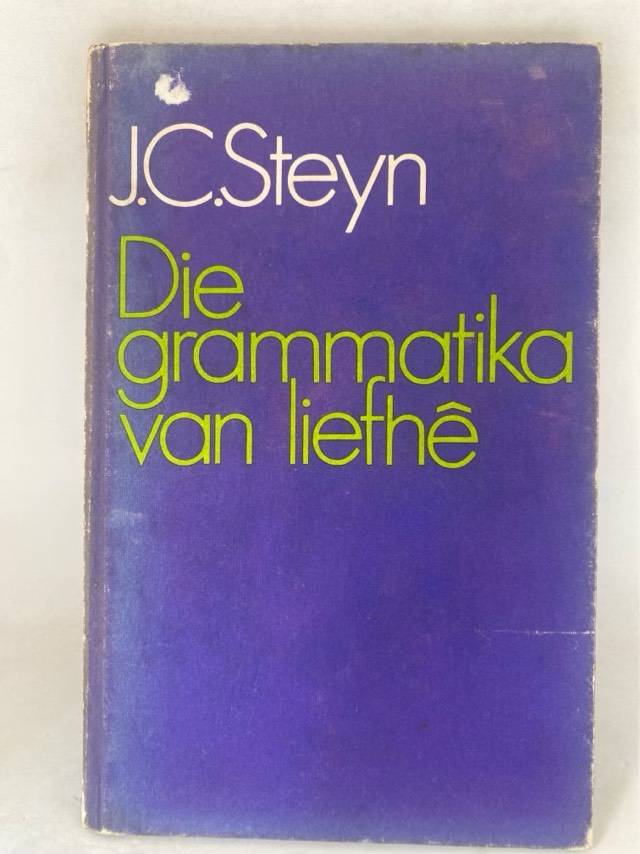 J.C.Steyn
Die
grammatika
van liefhê